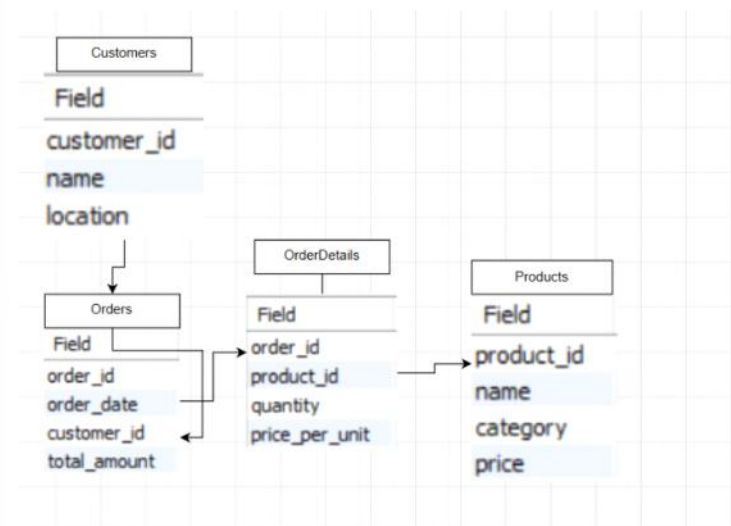 Customers
Field
customer_id
name
location
Orders
Field
order_id
order_date
customer_id
total_amount
OrderDetails
Field
order_id
product_id
quantity
price_per_unit
Products
Field
product_id
name
category
price